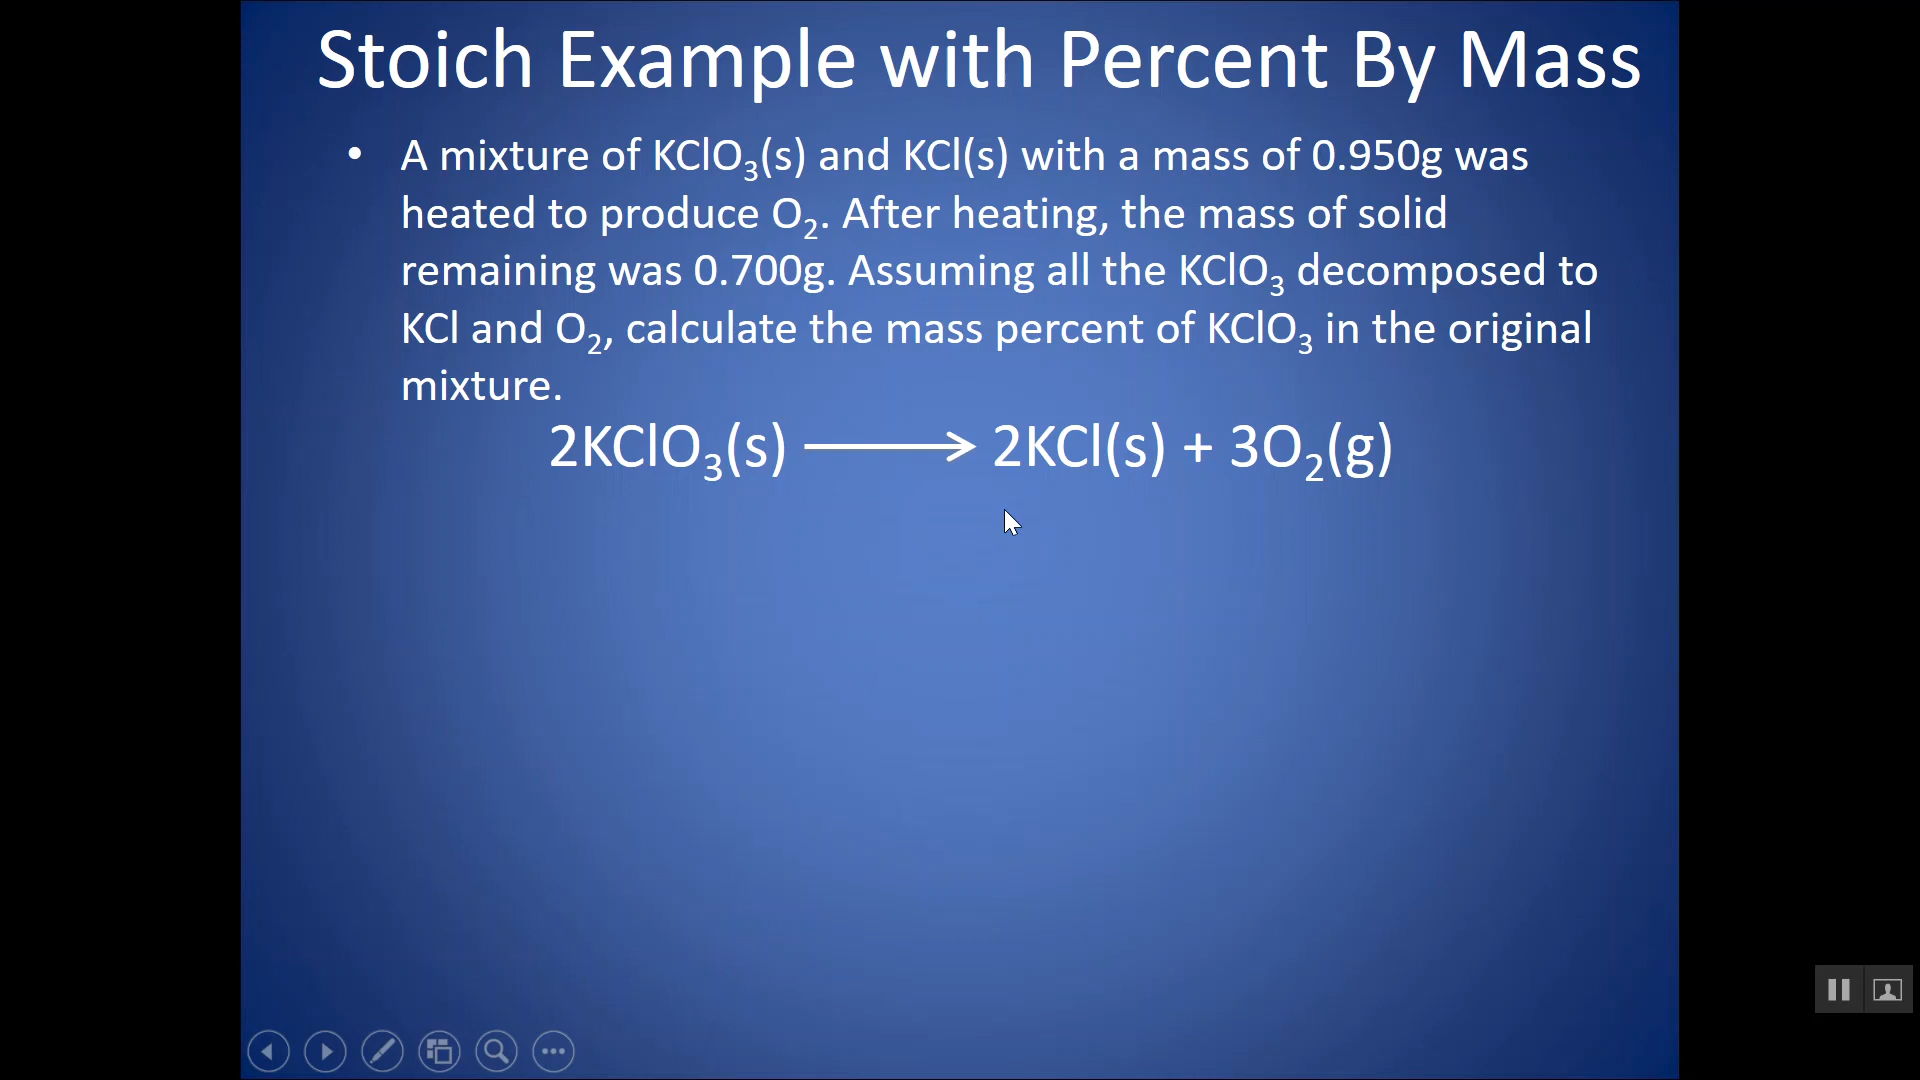 Stoich Example with Percent By Mass
• A mixture of KClO₃(s) and KCl(s) with a mass of 0.950g was
heated to produce O₂. After heating, the mass of solid
remaining was 0.700g. Assuming all the KClO₃ decomposed to
KCl and O₂, calculate the mass percent of KClO₃ in the original
mixture.
2KClO₃(s) ⟶ 2KCl(s) + 3O₂(g)